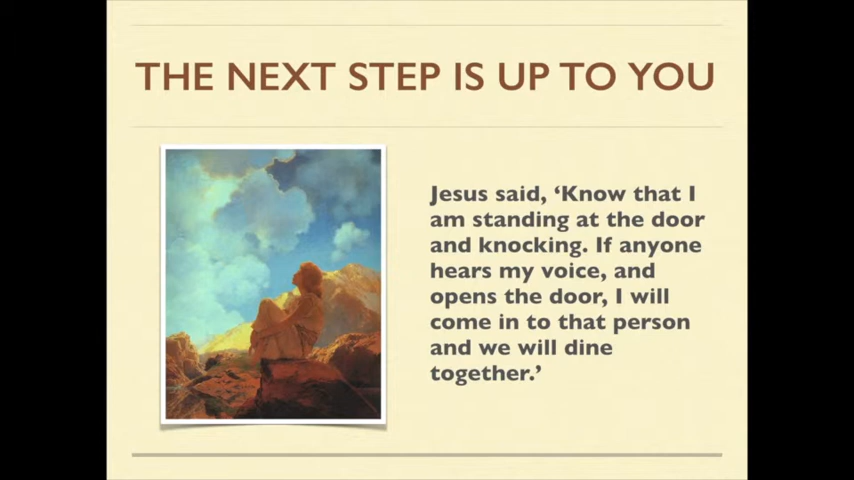 THE NEXT STEP IS UP TO YOU
Jesus said, ‘Know that I
am standing at the door
and knocking. If anyone
hears my voice, and
opens the door, I will
come in to that person
and we will dine
together.’